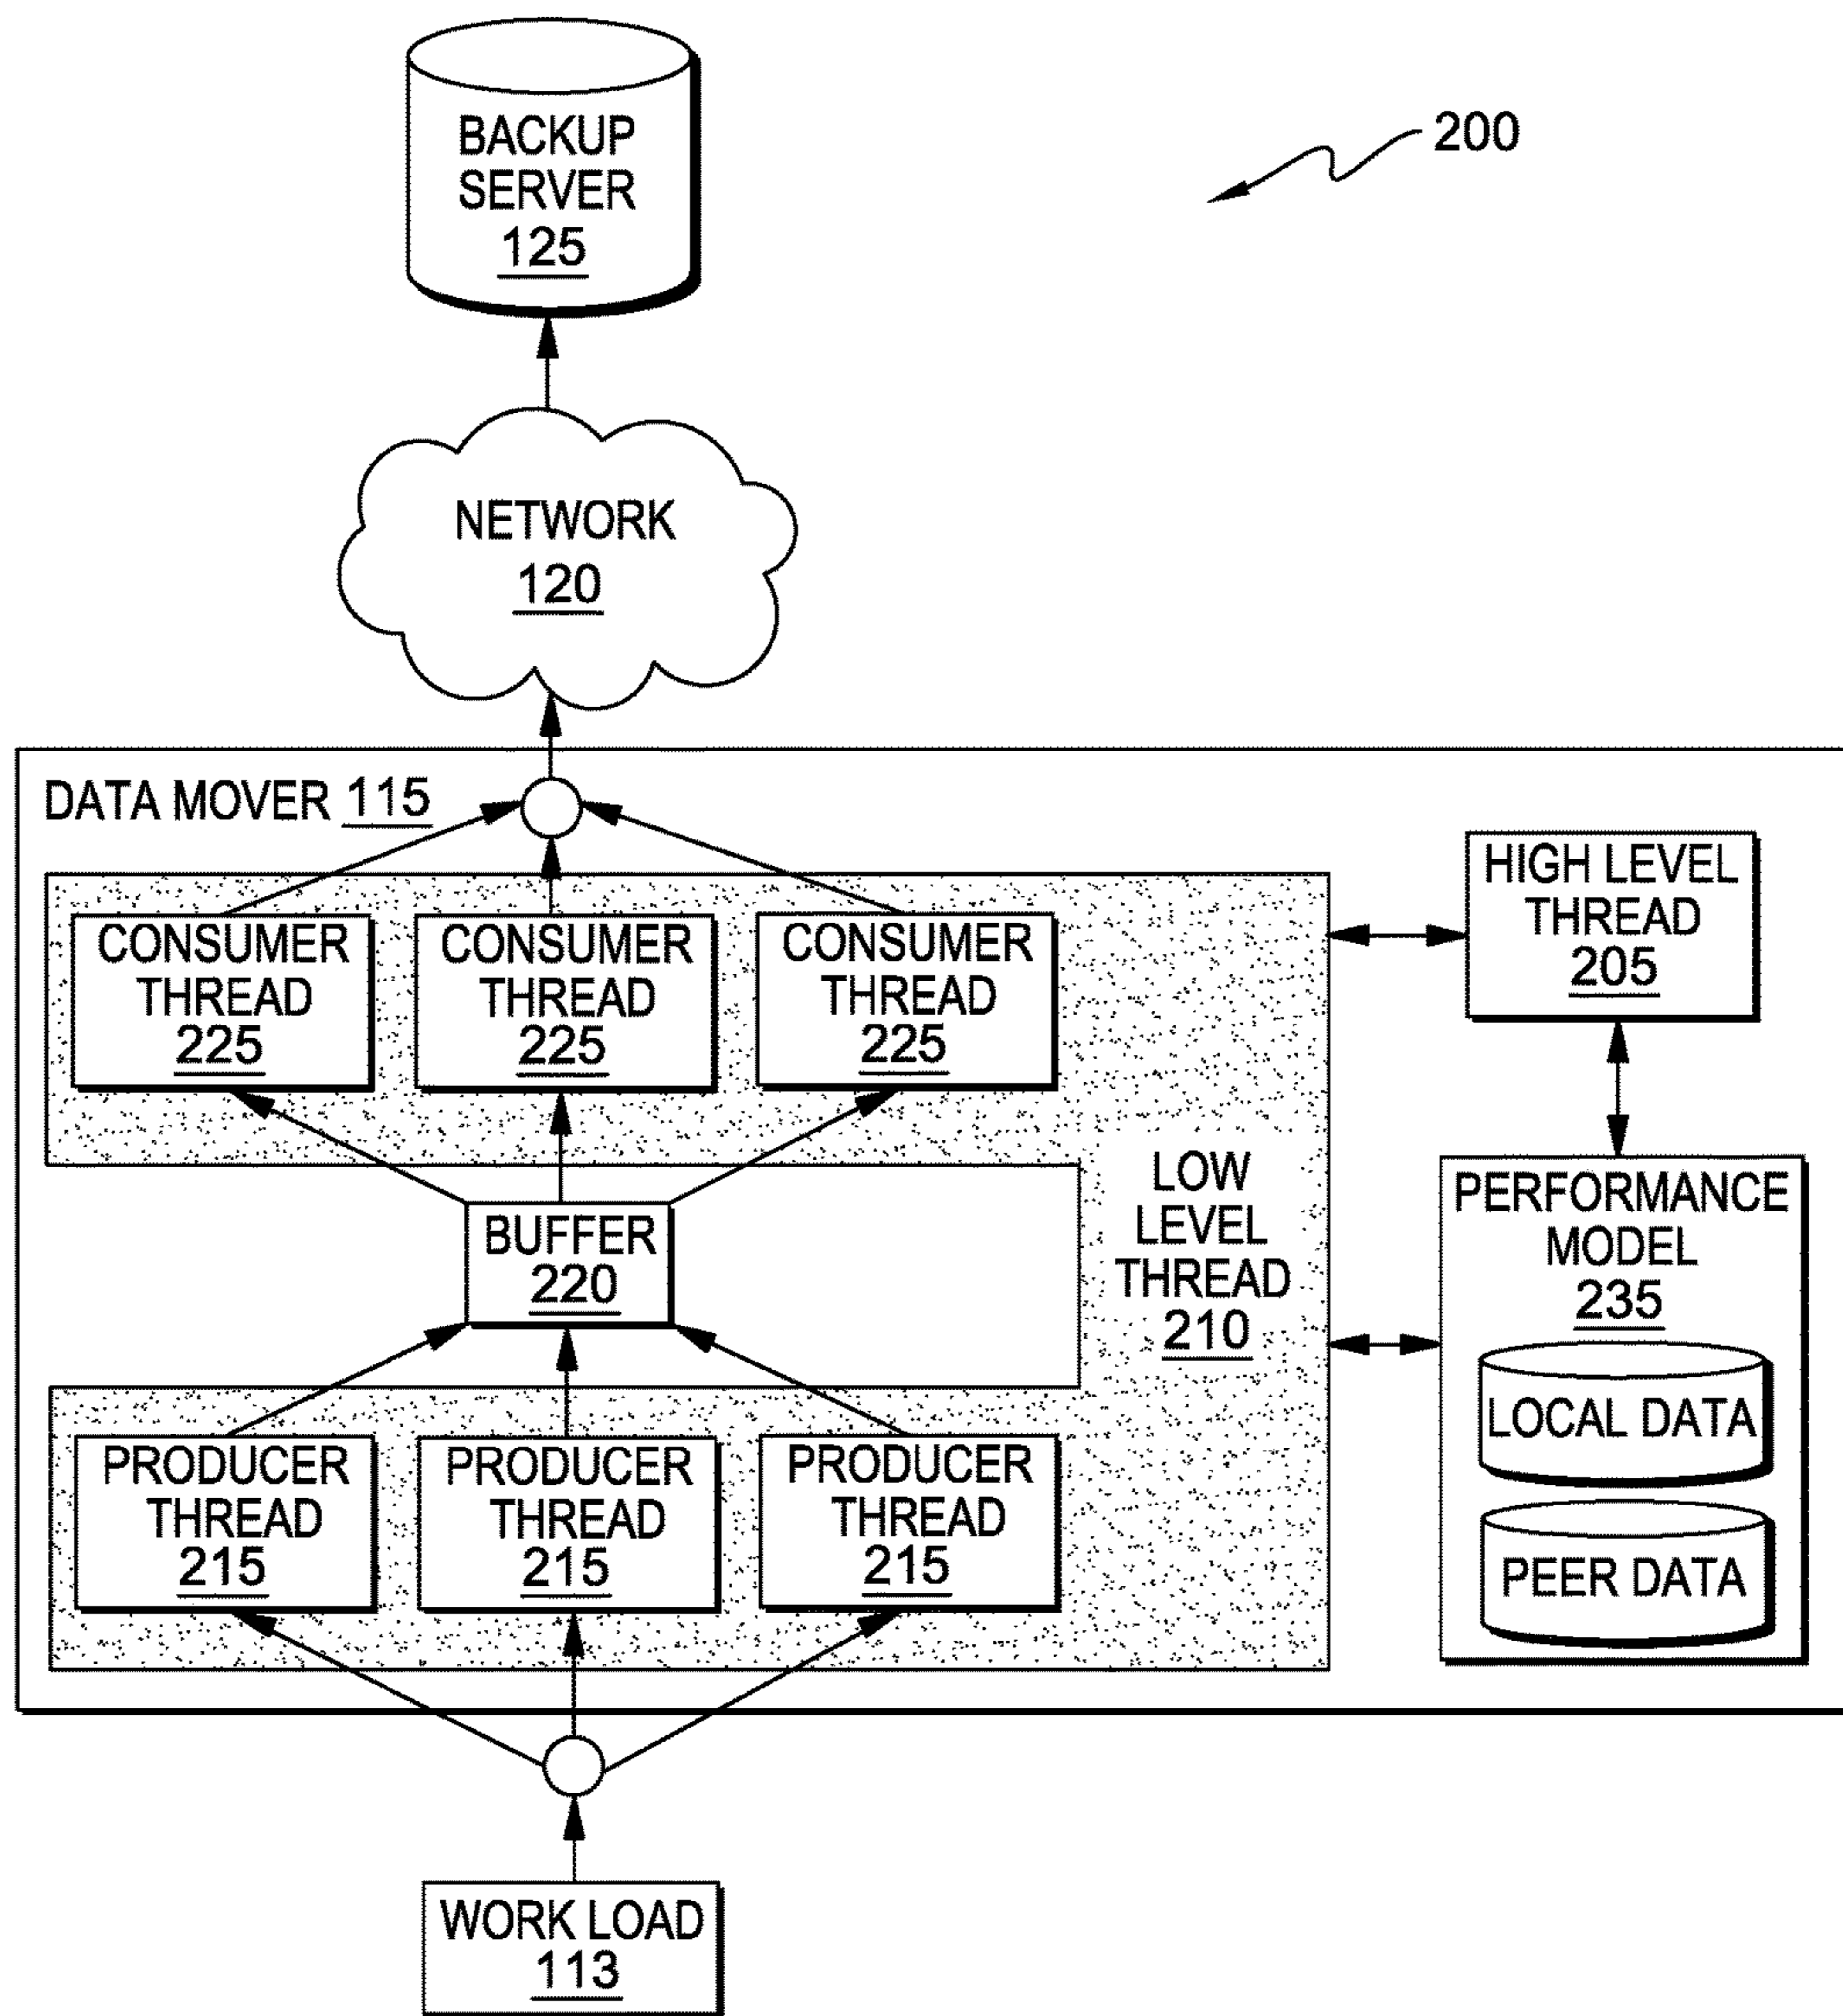 BACKUP
SERVER
125
200
NETWORK
120
DATA MOVER 115
HIGH LEVEL
THREAD
205
CONSUMER
THREAD
225
CONSUMER
THREAD
225
CONSUMER
THREAD
225
LOW
LEVEL
THREAD
210
BUFFER
220
PERFORMANCE
MODEL
235
LOCAL DATA
PEER DATA
PRODUCER
THREAD
215
PRODUCER
THREAD
215
PRODUCER
THREAD
215
WORK LOAD
113